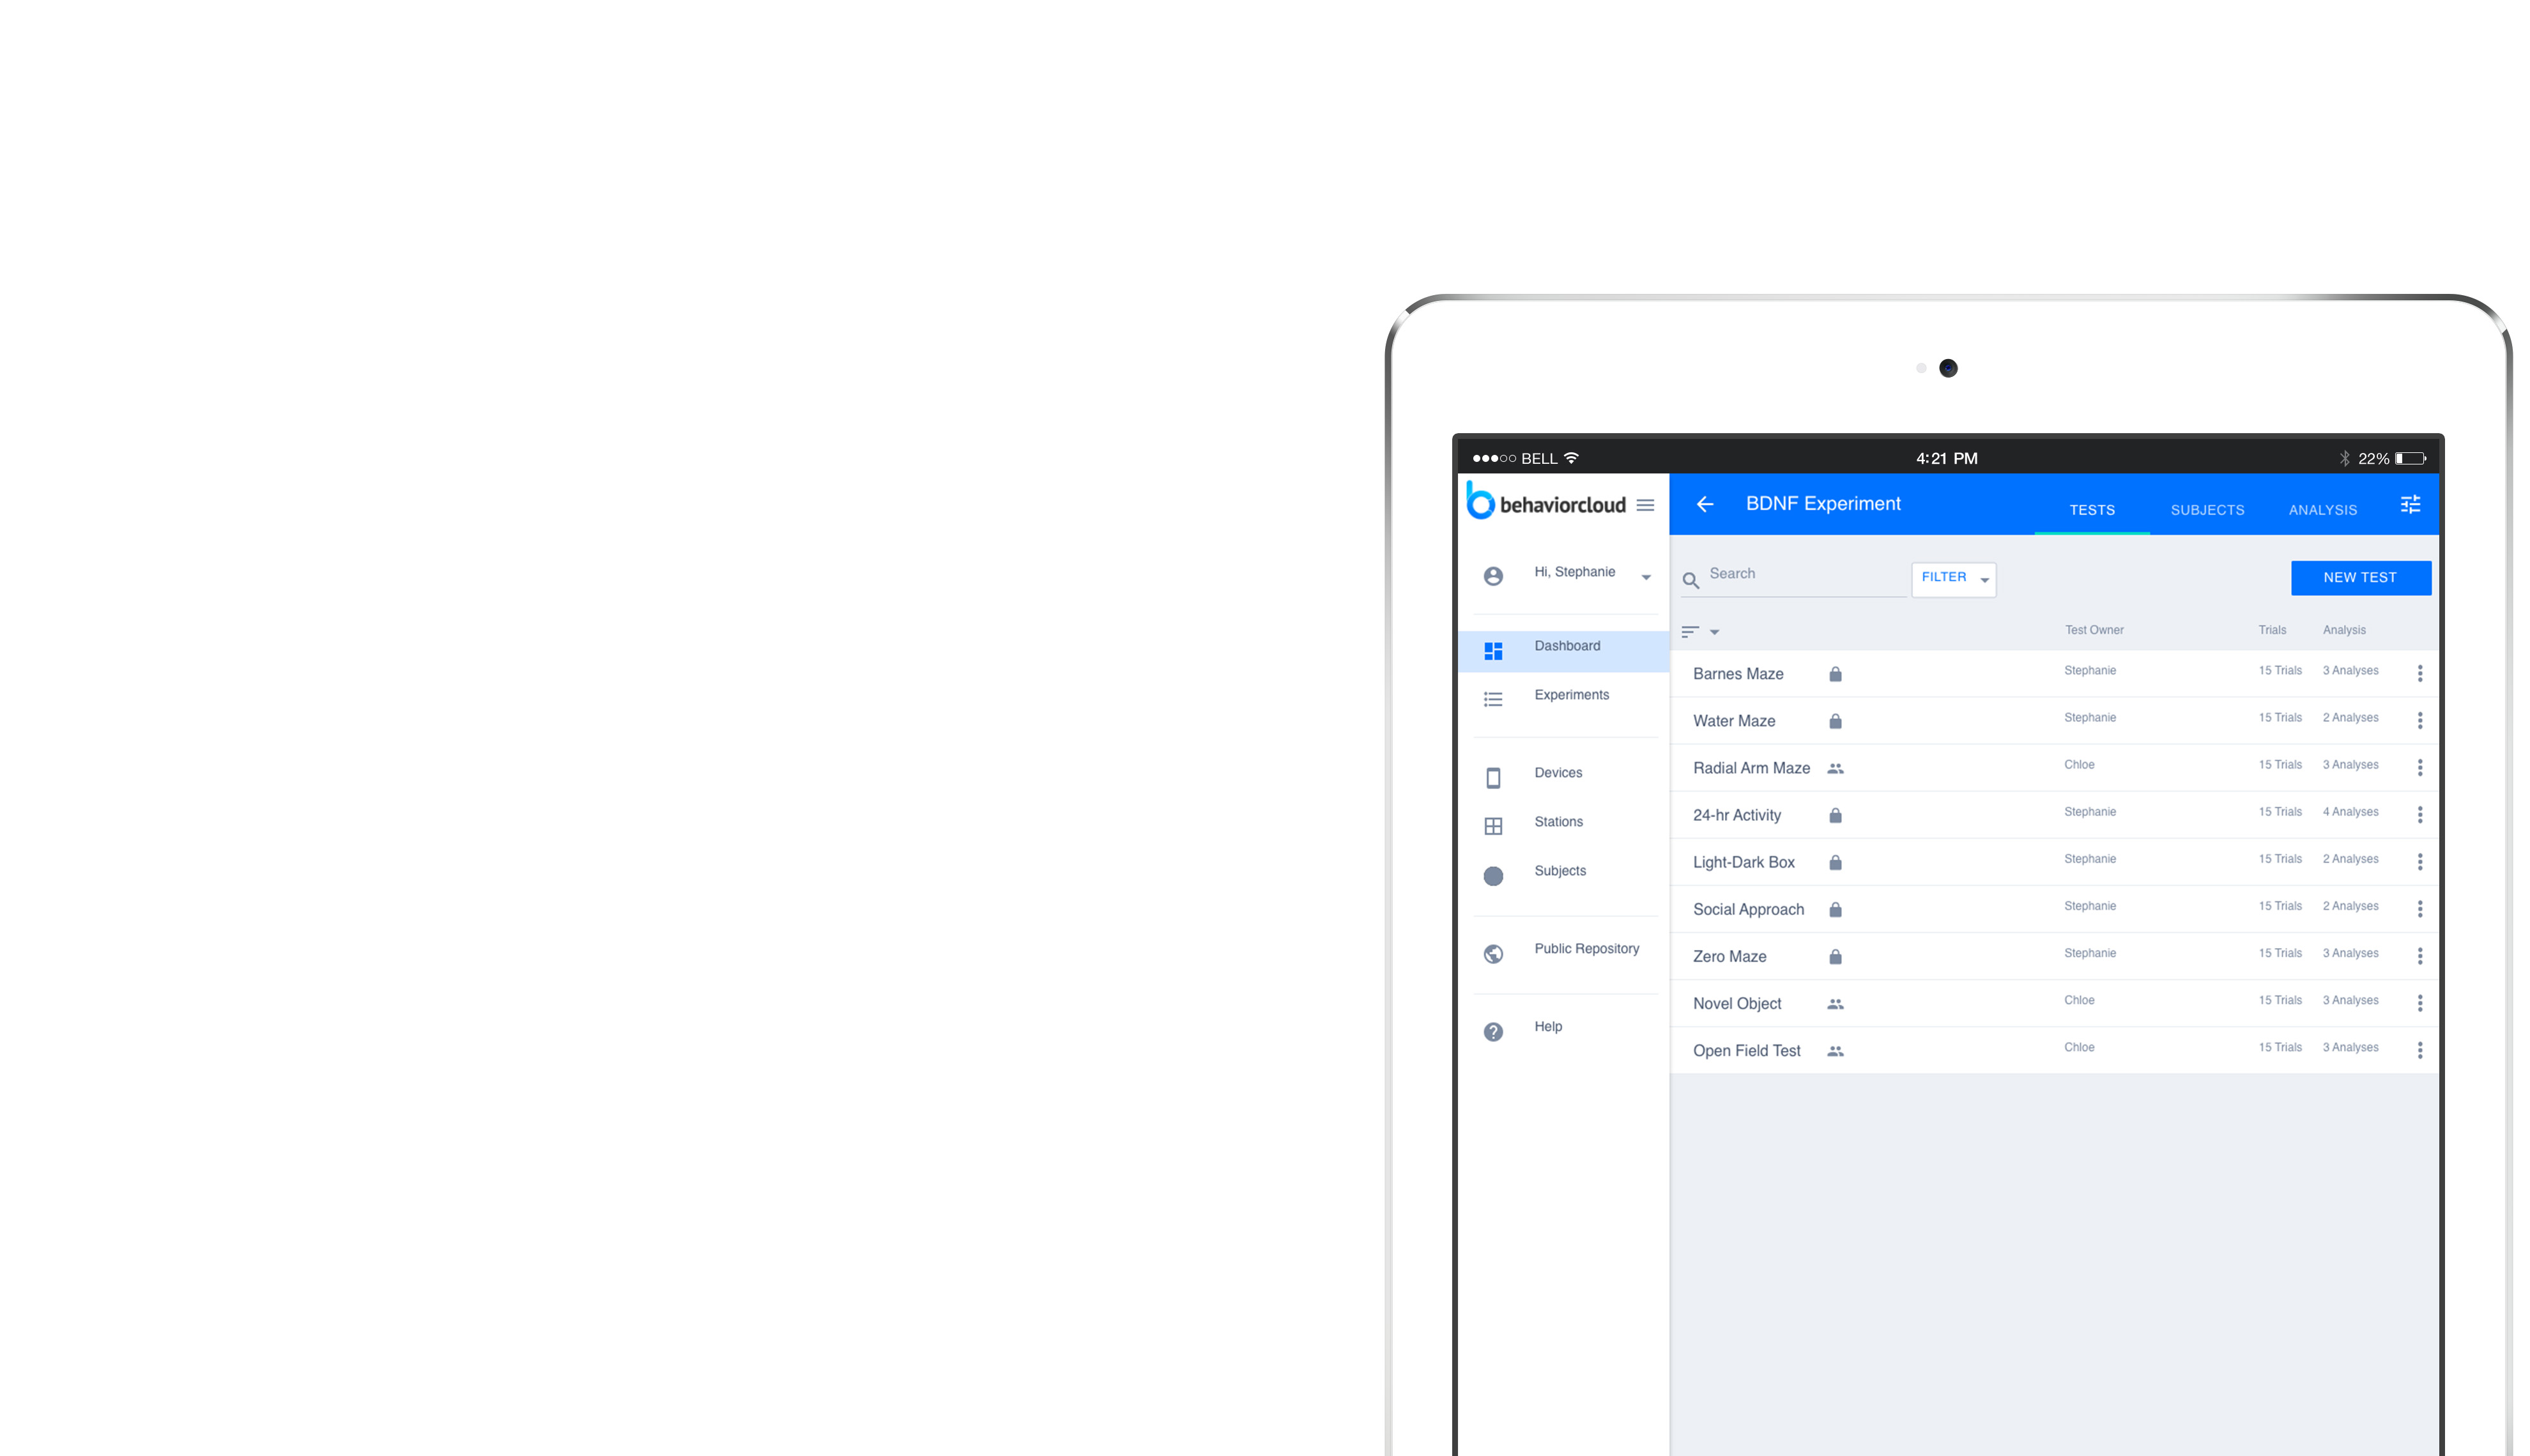 BELL 4:21 PM 22%
behaviorcloud
BDNF Experiment TESTS SUBJECTS ANALYSIS
Hi, Stephanie
Search FILTER NEW TEST
Test Owner Trials Analysis
Dashboard
Experiments
Devices
Stations
Subjects
Public Repository
Help
Barnes Maze Stephanie 15 Trials 3 Analyses
Water Maze Stephanie 15 Trials 2 Analyses
Radial Arm Maze Chloe 15 Trials 3 Analyses
24-hr Activity Stephanie 15 Trials 4 Analyses
Light-Dark Box Stephanie 15 Trials 2 Analyses
Social Approach Stephanie 15 Trials 2 Analyses
Zero Maze Stephanie 15 Trials 3 Analyses
Novel Object Chloe 15 Trials 3 Analyses
Open Field Test Chloe 15 Trials 3 Analyses